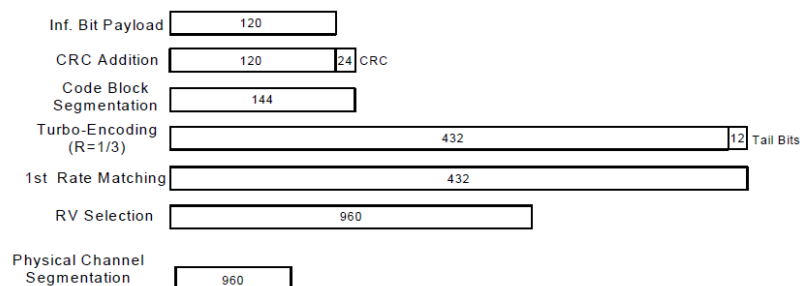 Inf. Bit Payload 120
CRC Addition 120 24 CRC
Code Block
Segmentation 144
Turbo-Encoding
(R=1/3) 432 12 Tail Bits
1st Rate Matching 432
RV Selection 960
Physical Channel
Segmentation 960